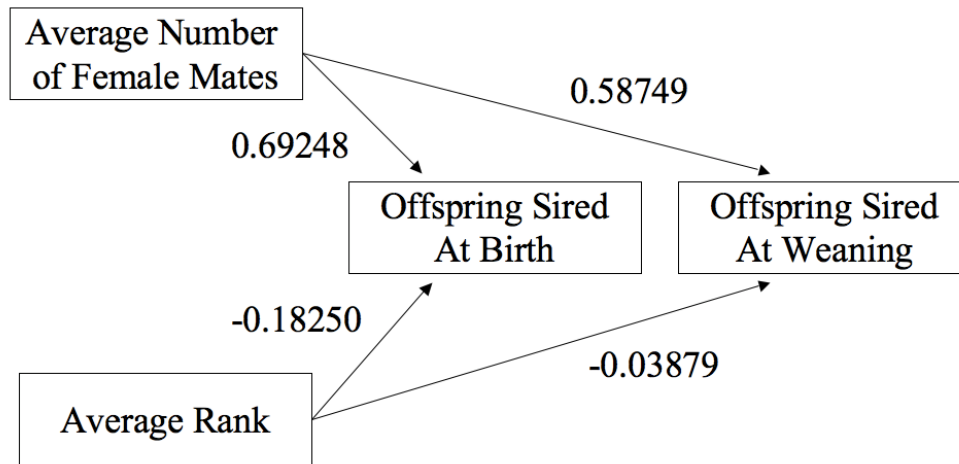 Average Number
of Female Mates
0.58749
0.69248
Offspring Sired
At Birth
Offspring Sired
At Weaning
-0.18250
-0.03879
Average Rank